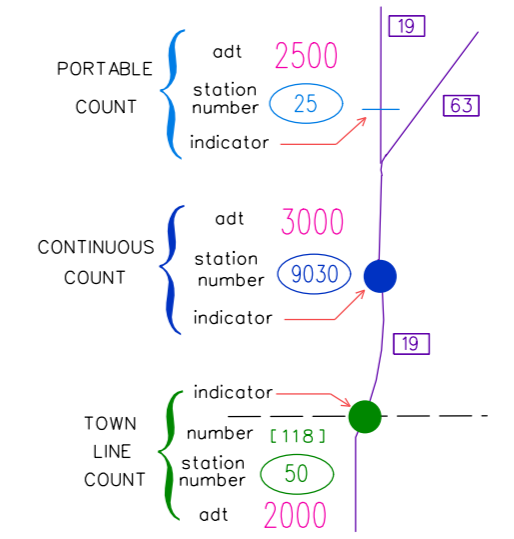 19
adt 2500
PORTABLE
COUNT
station
number 25
63
indicator
adt 3000
CONTINUOUS
COUNT
station
number 9030
indicator
19
indicator
TOWN
LINE
COUNT
number [118]
station
number 50
adt 2000